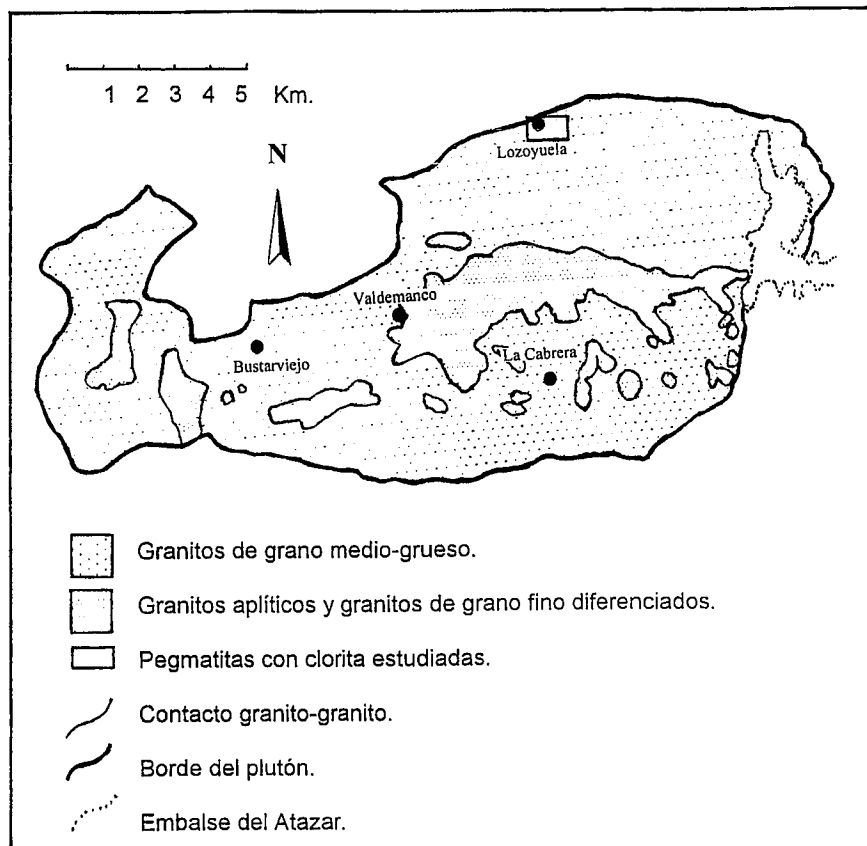 1 2 3 4 5 Km.
N
Lozoyuela
Valdemanco
Bustarviejo
La Cabrera
Granitos de grano medio-grueso.
Granitos aplíticos y granitos de grano fino diferenciados.
Pegmatitas con clorita estudiadas.
Contacto granito-granito.
Borde del plutón.
Embalse del Atazar.